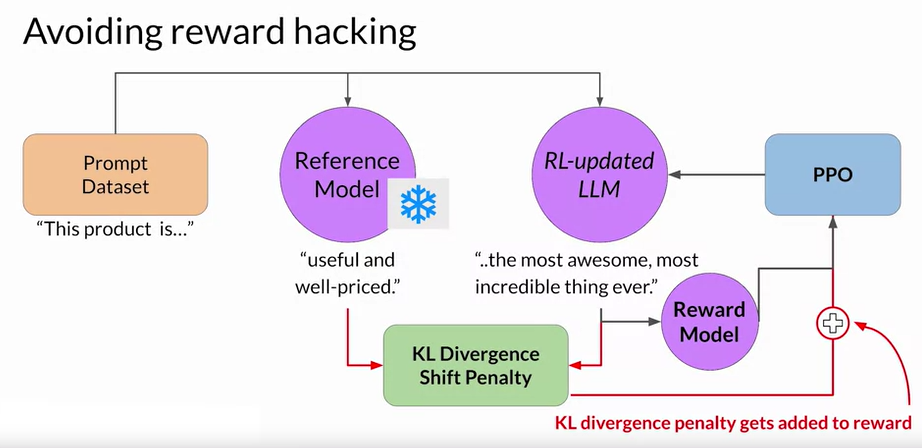 Avoiding reward hacking
Prompt
Dataset
“This product is...”
Reference
Model
“useful and
well-priced.”
RL-updated
LLM
“..the most awesome, most
incredible thing ever.”
PPO
Reward
Model
KL Divergence
Shift Penalty
KL divergence penalty gets added to reward